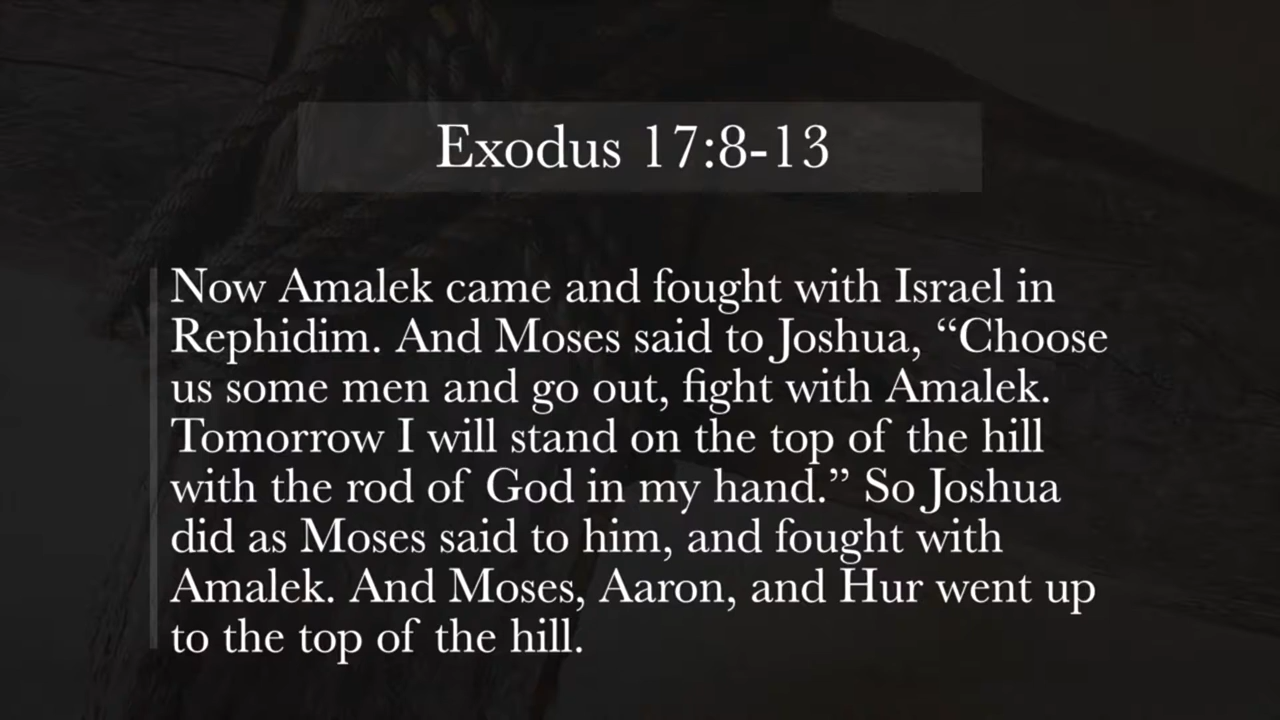 Exodus 17:8-13
Now Amalek came and fought with Israel in
Rephidim. And Moses said to Joshua, “Choose
us some men and go out, fight with Amalek.
Tomorrow I will stand on the top of the hill
with the rod of God in my hand.” So Joshua
did as Moses said to him, and fought with
Amalek. And Moses, Aaron, and Hur went up
to the top of the hill.